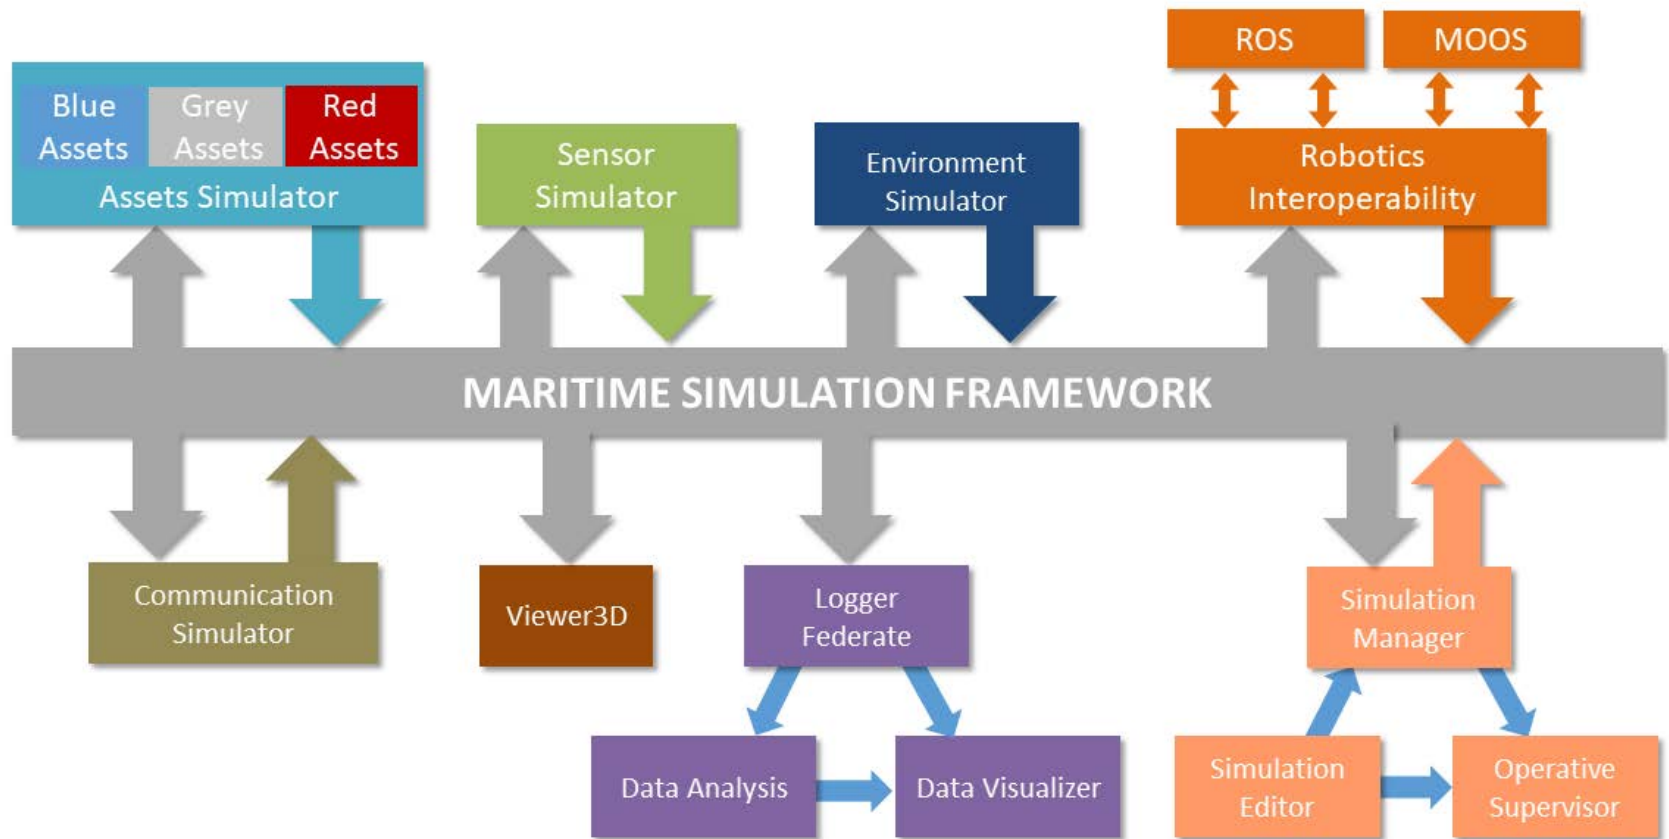 ROS
MOOS
Blue
Assets
Grey
Assets
Red
Assets
Assets Simulator
Sensor
Simulator
Environment
Simulator
Robotics
Interoperability
MARITIME SIMULATION FRAMEWORK
Communication
Simulator
Viewer3D
Logger
Federate
Simulation
Manager
Data Analysis
Data Visualizer
Simulation
Editor
Operative
Supervisor